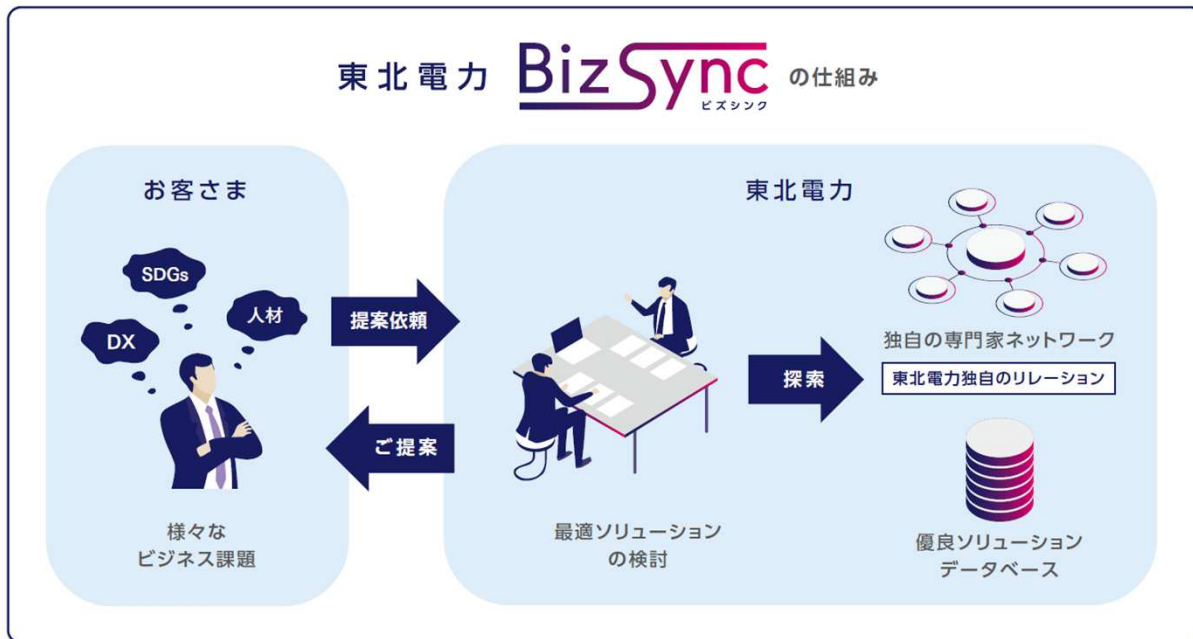 東北電力 BizSync の仕組み
ビズシンク
お客さま
SDGs
人材
DX
様々な
ビジネス課題
提案依頼
ご提案
東北電力
最適ソリューション
の検討
探索
独自の専門家ネットワーク
東北電力独自のリレーション
優良ソリューション
データベース